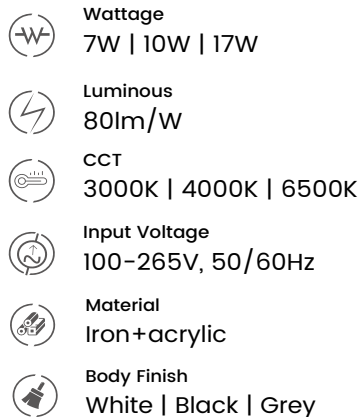 Wattage
7W | 10W | 17W
Luminous
80lm/W
CCT
3000K | 4000K | 6500K
Input Voltage
100-265V, 50/60Hz
Material
Iron+acrylic
Body Finish
White | Black | Grey